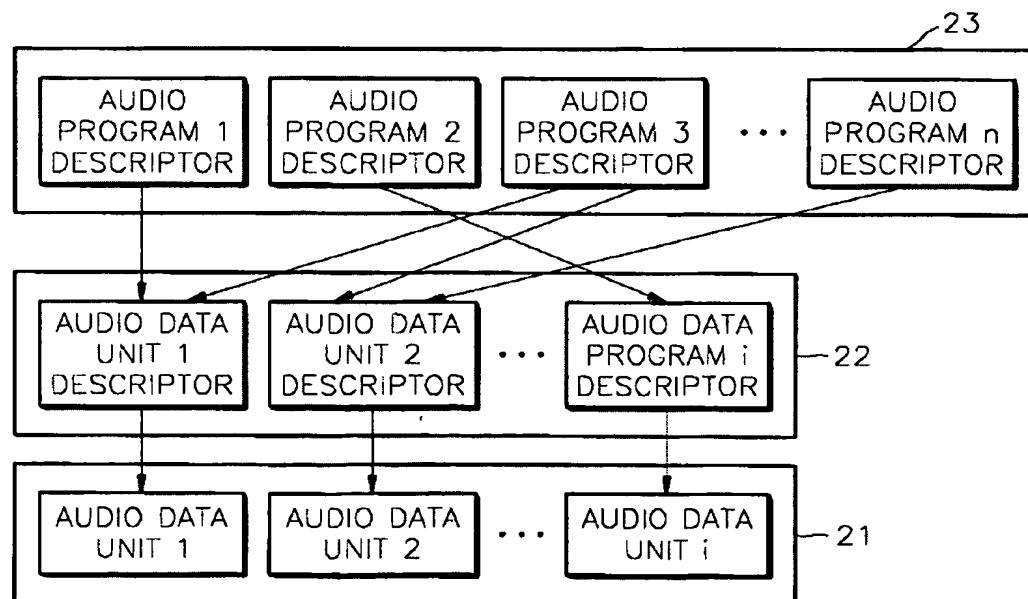 23
AUDIO PROGRAM 1 DESCRIPTOR
AUDIO PROGRAM 2 DESCRIPTOR
AUDIO PROGRAM 3 DESCRIPTOR
...
AUDIO PROGRAM n DESCRIPTOR
AUDIO DATA UNIT 1 DESCRIPTOR
AUDIO DATA UNIT 2 DESCRIPTOR
...
AUDIO DATA PROGRAM i DESCRIPTOR
22
AUDIO DATA UNIT 1
AUDIO DATA UNIT 2
...
AUDIO DATA UNIT i
21